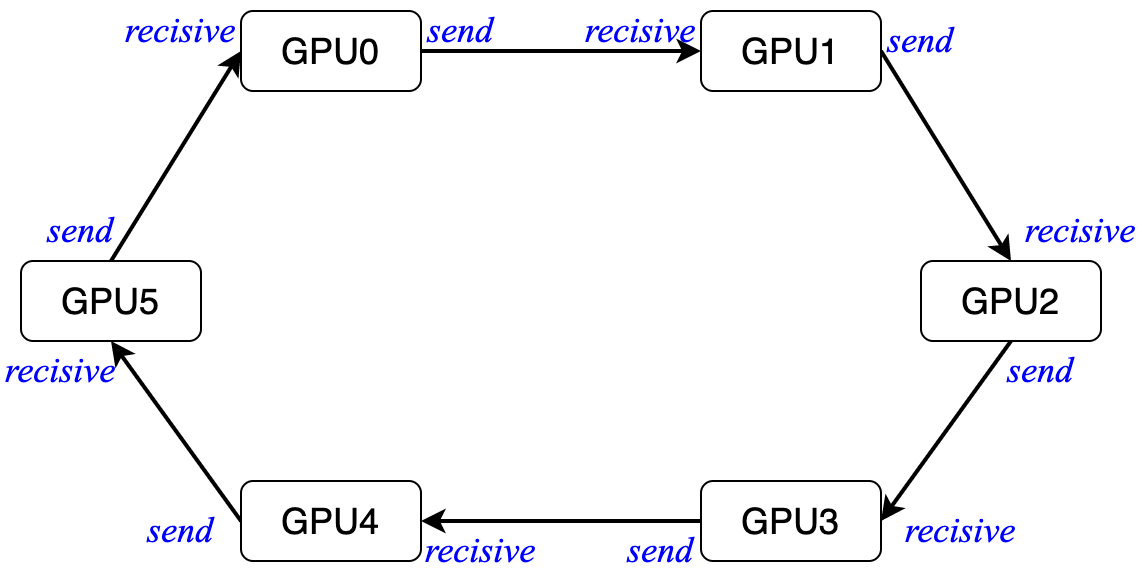 recisive GPU0 send recisive GPU1 send
send recisive
GPU5 GPU2
recisive send
send GPU4 recisive send GPU3 recisive